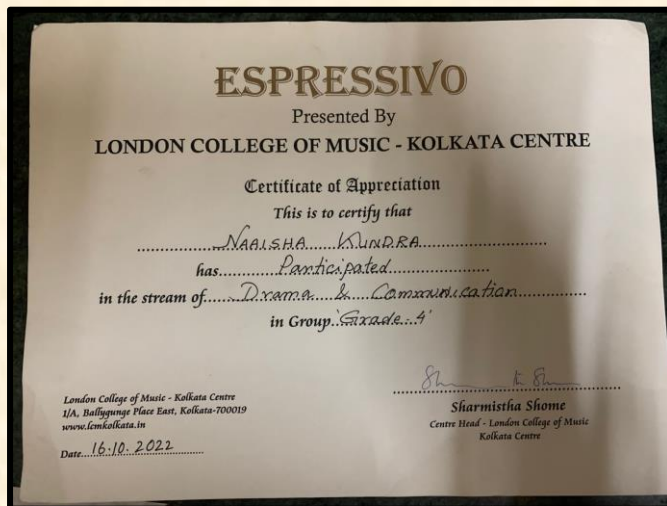 ESPRESSIVO
Presented By
LONDON COLLEGE OF MUSIC - KOLKATA CENTRE
Certificate of Appreciation
This is to certify that
NAAISHA KUNDRA
has Participated
in the stream of Drama & Communication
in Group 'Grade-4'
London College of Music - Kolkata Centre
1/A, Ballygunge Place East, Kolkata-700019
www.lcmkolkata.in
Date 16.10.2022
Sharmistha Shome
Centre Head - London College of Music
Kolkata Centre